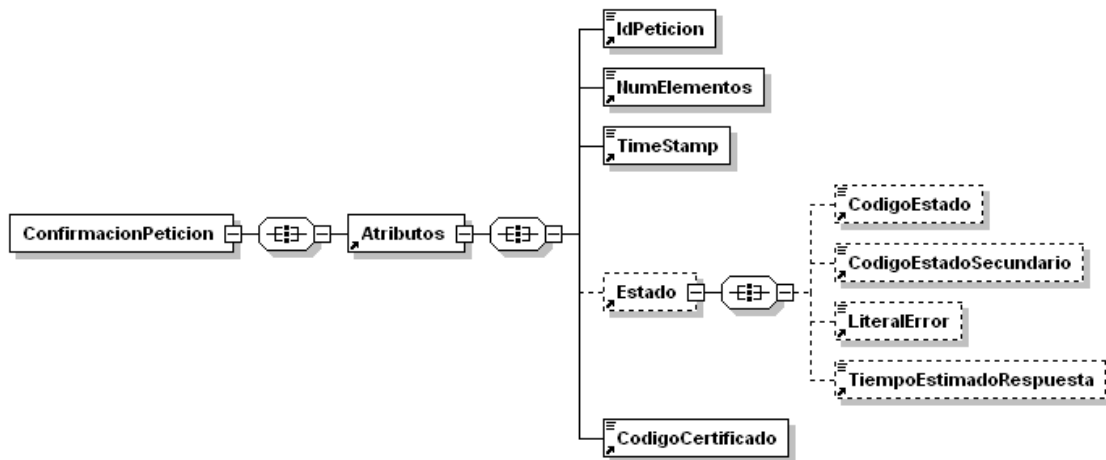 IdPeticion
NumElementos
TimeStamp
CodigoEstado
ConfirmacionPeticion
Atributos
CodigoEstadoSecundario
Estado
LiteralError
TiempoEstimadoRespuesta
CodigoCertificado